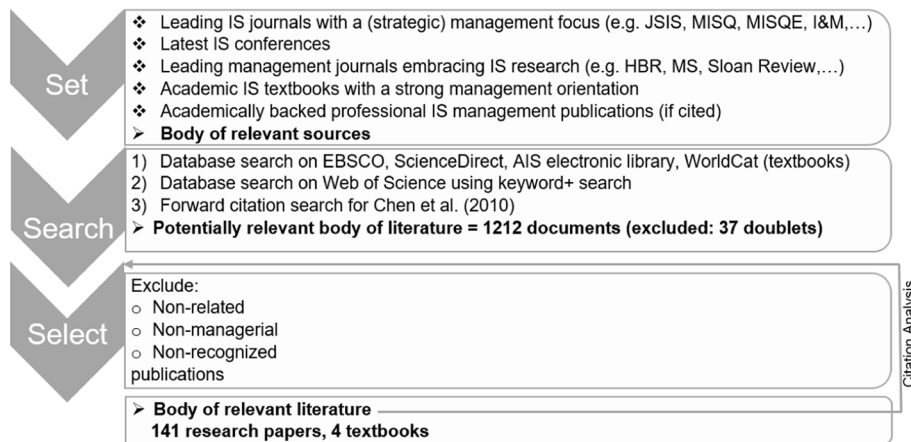 Set
❖ Leading IS journals with a (strategic) management focus (e.g. JSIS, MISQ, MISQE, I&M,…)
❖ Latest IS conferences
❖ Leading management journals embracing IS research (e.g. HBR, MS, Sloan Review,…)
❖ Academic IS textbooks with a strong management orientation
❖ Academically backed professional IS management publications (if cited)
➢ Body of relevant sources
Search
1) Database search on EBSCO, ScienceDirect, AIS electronic library, WorldCat (textbooks)
2) Database search on Web of Science using keyword+ search
3) Forward citation search for Chen et al. (2010)
➢ Potentially relevant body of literature = 1212 documents (excluded: 37 doublets)
Select
Exclude:
o Non-related
o Non-managerial
o Non-recognized
publications
Citation Analysis
➢ Body of relevant literature
141 research papers, 4 textbooks